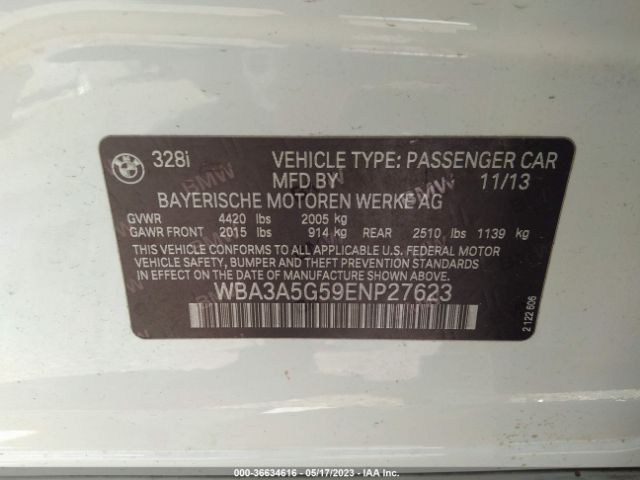 BMW 328i VEHICLE TYPE: PASSENGER CAR
MFD BY 11/13
BAYERISCHE MOTOREN WERKE AG
GVWR 4420 lbs 2005 kg
GAWR FRONT 2015 lbs 914 kg REAR 2510 lbs 1139 kg
THIS VEHICLE CONFORMS TO ALL APPLICABLE U.S. FEDERAL MOTOR
VEHICLE SAFETY, BUMPER AND THEFT PREVENTION STANDARDS IN
EFFECT ON THE DATE OF MANUFACTURE SHOWN ABOVE.
WBA3A5G59ENP27623
2 122 606
000-36634616 - 05/17/2023 - IAA Inc.